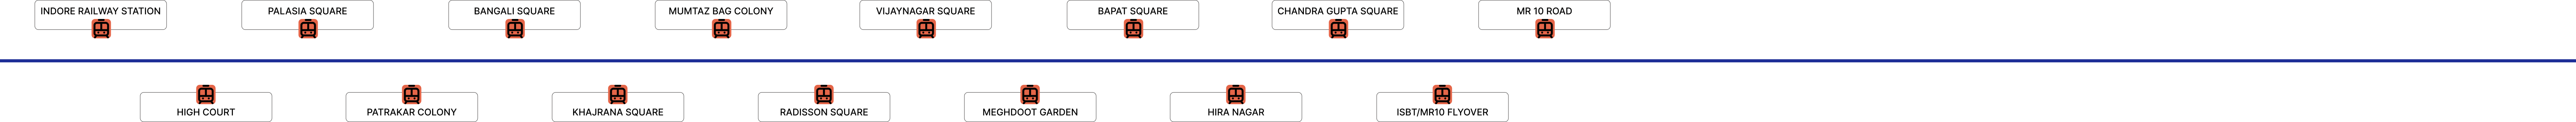 INDORE RAILWAY STATION
PALASIA SQUARE
BANGALI SQUARE
MUMTAZ BAG COLONY
VIJAYNAGAR SQUARE
BAPAT SQUARE
CHANDRA GUPTA SQUARE
MR 10 ROAD
HIGH COURT
PATRAKAR COLONY
KHAJRANA SQUARE
RADISSON SQUARE
MEGHDOOT GARDEN
HIRA NAGAR
ISBT/MR10 FLYOVER